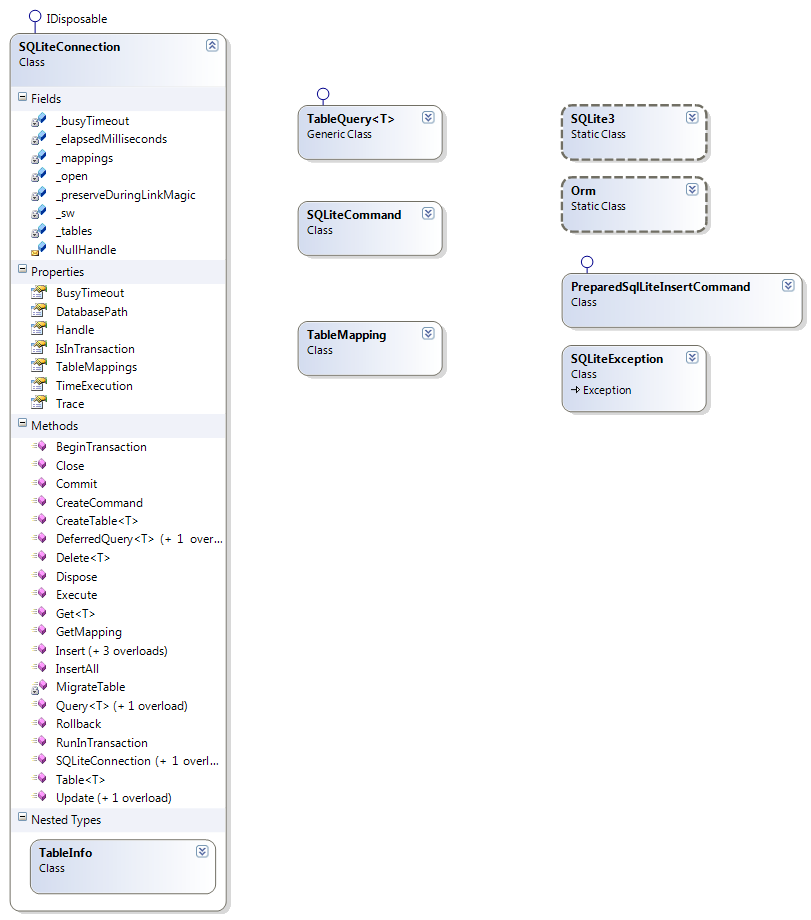 IDisposable
SQLiteConnection
Class
Fields
_busyTimeout
_elapsedMilliseconds
_mappings
_open
_preserveDuringLinkMagic
_sw
_tables
NullHandle
Properties
BusyTimeout
DatabasePath
Handle
IsInTransaction
TableMappings
TimeExecution
Trace
Methods
BeginTransaction
Close
Commit
CreateCommand
CreateTable<T>
DeferredQuery<T> (+ 1 over...
Delete<T>
Dispose
Execute
Get<T>
GetMapping
Insert (+ 3 overloads)
InsertAll
MigrateTable
Query<T> (+ 1 overload)
Rollback
RunInTransaction
SQLiteConnection (+ 1 overl...
Table<T>
Update (+ 1 overload)
Nested Types
TableInfo
Class
TableQuery<T>
Generic Class
SQLiteCommand
Class
TableMapping
Class
SQLite3
Static Class
Orm
Static Class
PreparedSqlLiteInsertCommand
Class
SQLiteException
Class
Exception